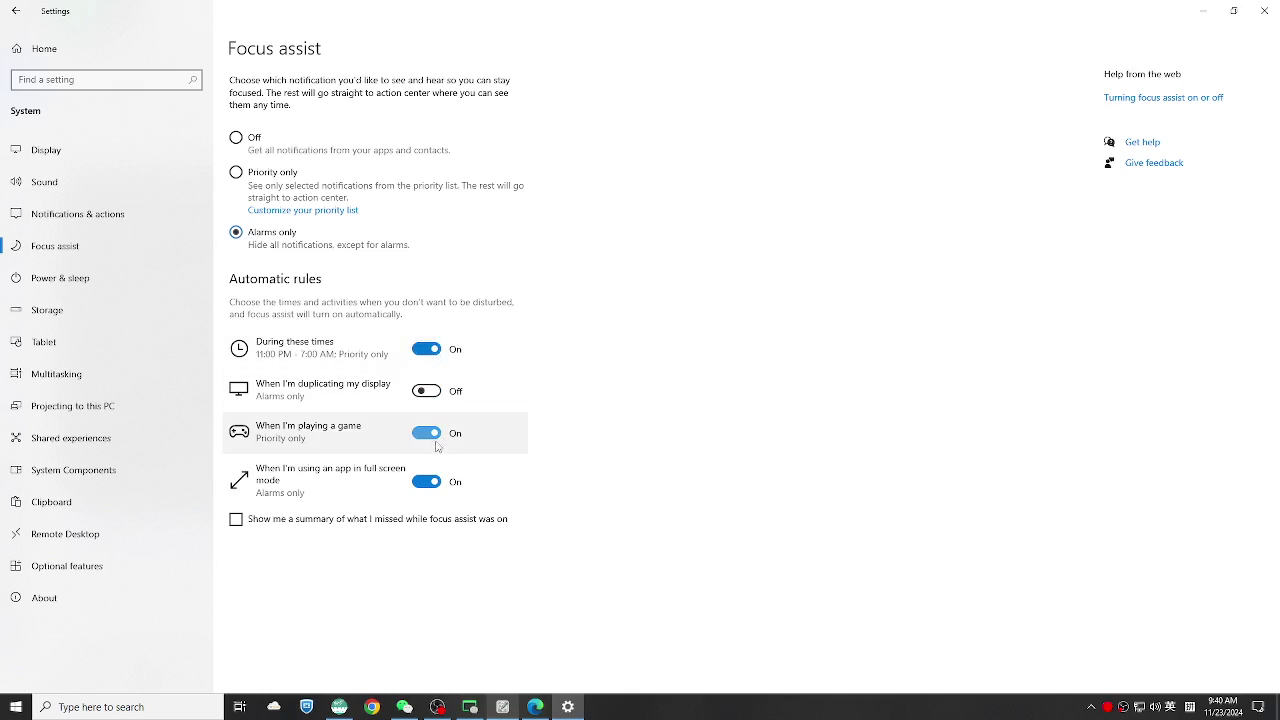 Settings
Home
Find a setting
System
Display
Sound
Notifications & actions
Focus assist
Power & sleep
Storage
Tablet
Multitasking
Projecting to this PC
Shared experiences
System Components
Clipboard
Remote Desktop
Optional features
About
Focus assist
Choose which notification you'd like to see and hear so you can stay
focused. The rest will go straight to action center where you can see
them any time.
Off
Get all notifications from your apps and contacts.
Priority only
See only selected notifications from the priority list. The rest will go
straight to action center.
Customize your priority list
Alarms only
Hide all notifications, except for alarms.
Automatic rules
Choose the times and activities when you don't want to be disturbed,
and focus assist will turn on automatically.
During these times
11:00 PM - 7:00 AM: Priority only
On
When I'm duplicating my display
Alarms only
Off
When I'm playing a game
Priority only
On
When I'm using an app in full screen
mode
Alarms only
On
Show me a summary of what I missed while focus assist was on
Help from the web
Turning focus assist on or off
Get help
Give feedback
Type here to search
英
拼
9:40 AM
11/23/2024